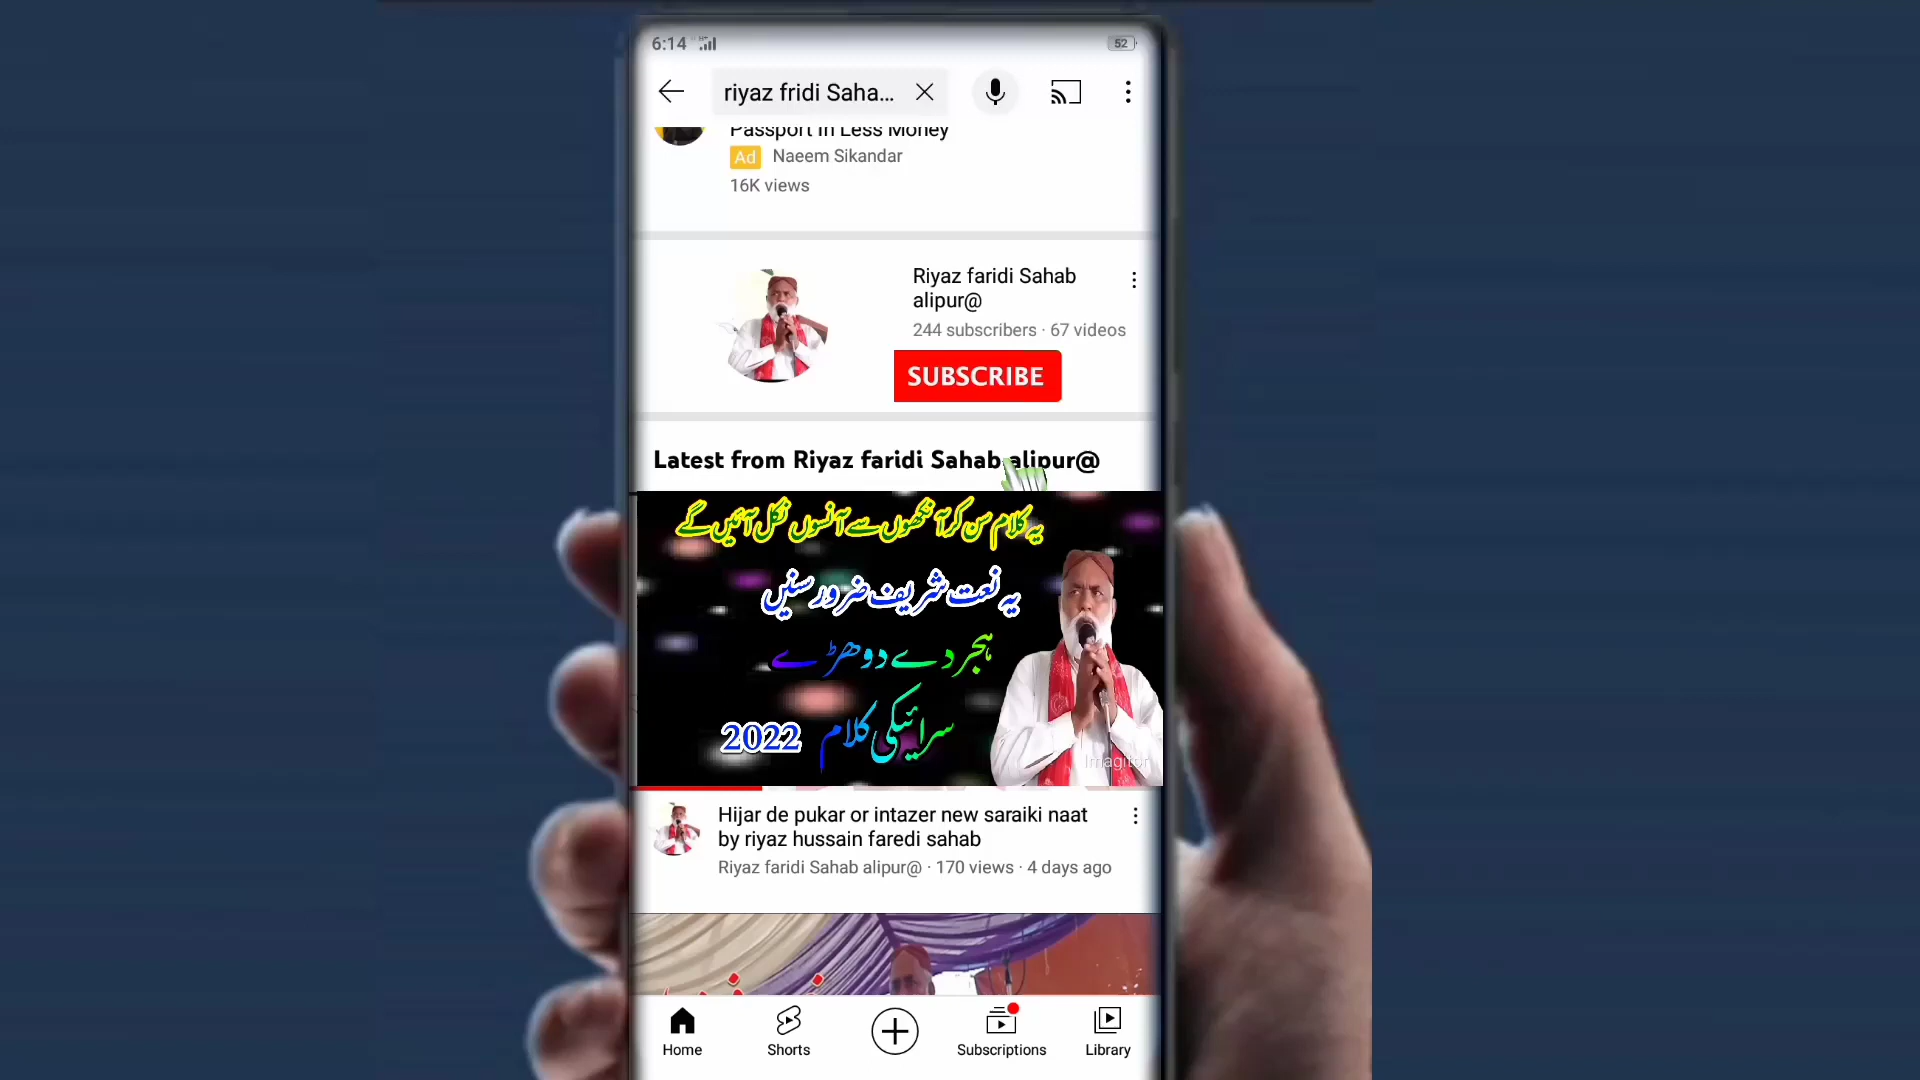 6:14
52
riyaz fridi Saha...
Passport In Less Money
Ad Naeem Sikandar
16K views
Riyaz faridi Sahab
alipur@
244 subscribers · 67 videos
SUBSCRIBE
Latest from Riyaz faridi Sahab alipur@
یہ کلام سن کر آنکھوں سے آنسوں نکل آئیں گے
یہ نعت شریف ضرور سنیں
ہجر دے دوھڑے
سرائیکی کلام 2022
Imagitor
Hijar de pukar or intazer new saraiki naat
by riyaz hussain faredi sahab
Riyaz faridi Sahab alipur@ · 170 views · 4 days ago
Home
Shorts
Subscriptions
Library